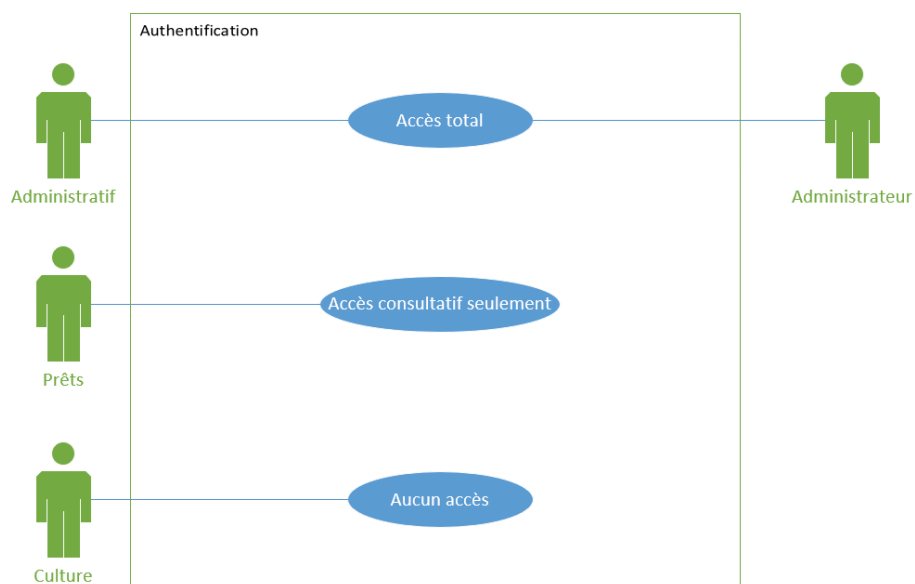 Authentification
Accès total
Administratif
Administrateur
Accès consultatif seulement
Prêts
Aucun accès
Culture